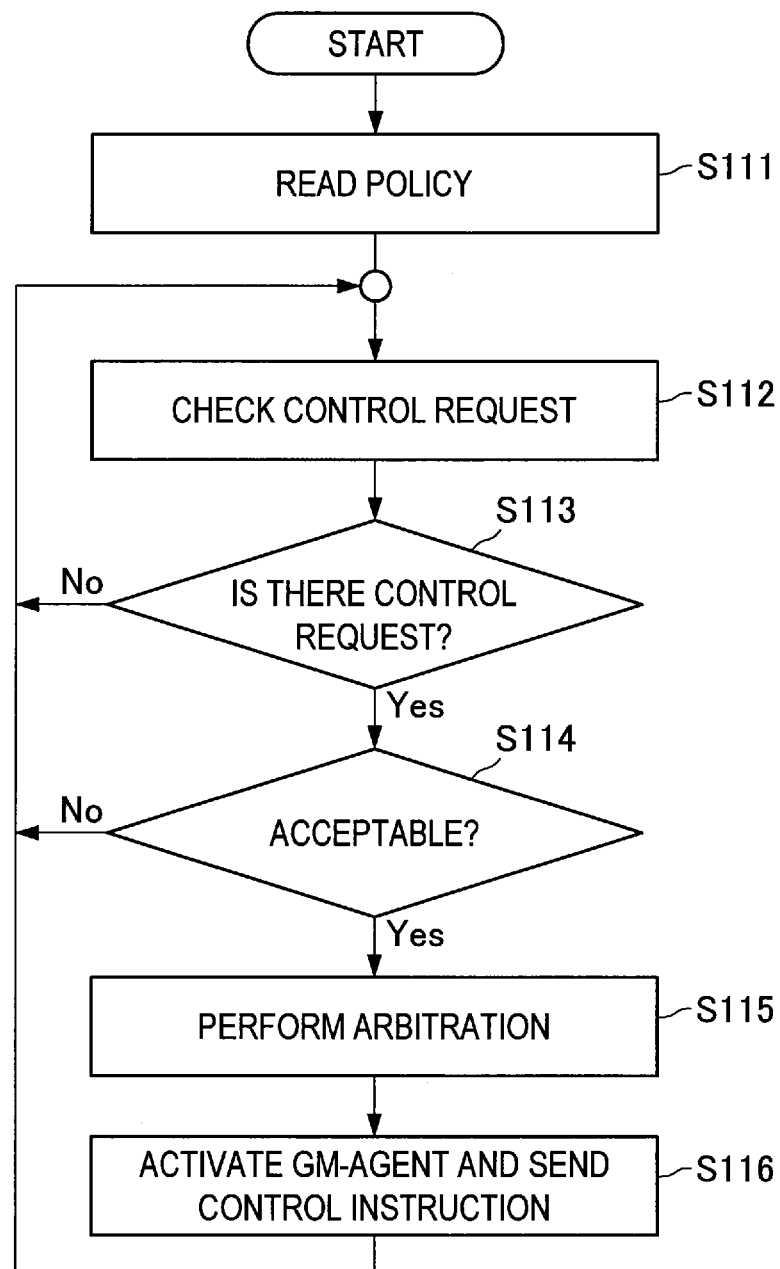 START
READ POLICY
S111
CHECK CONTROL REQUEST
S112
S113
No
IS THERE CONTROL
REQUEST?
Yes
S114
No
ACCEPTABLE?
Yes
PERFORM ARBITRATION
S115
ACTIVATE GM-AGENT AND SEND
CONTROL INSTRUCTION
S116